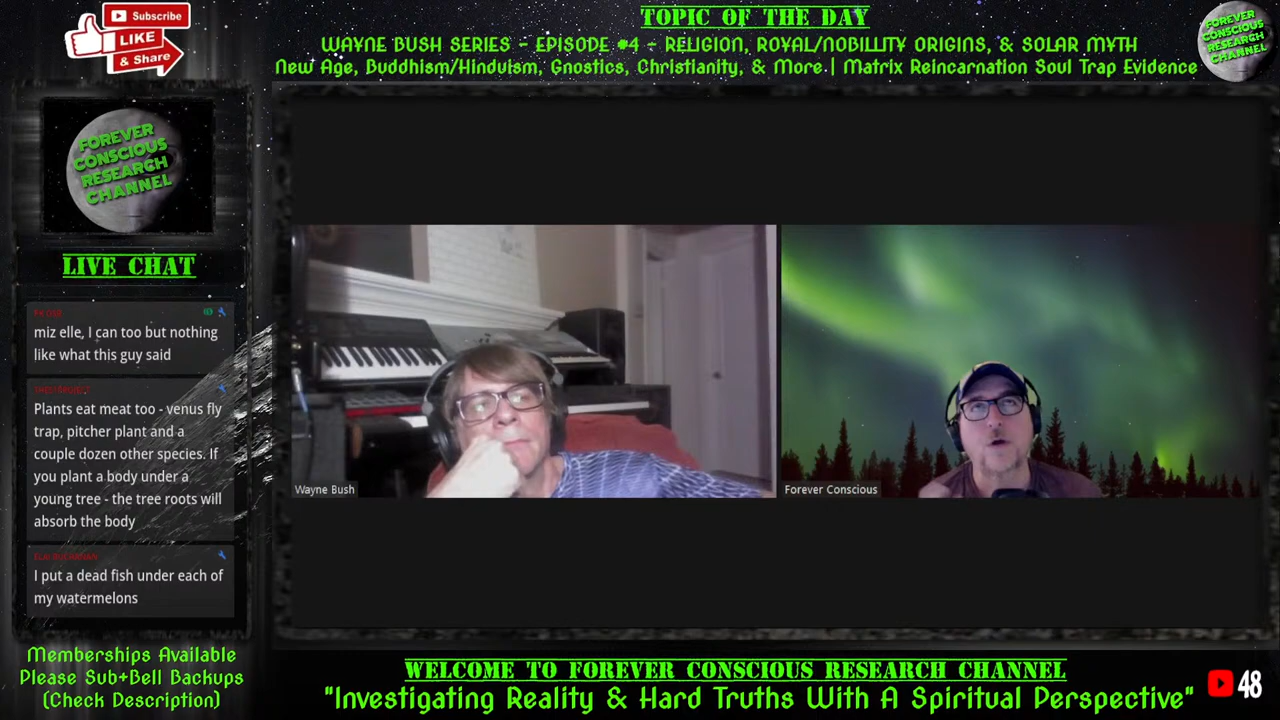 Subscribe
LIKE
& Share
TOPIC OF THE DAY
WAYNE BUSH SERIES - EPISODE #4 - RELIGION, ROYAL/NOBILLITY ORIGINS, & SOLAR MYTH
New Age, Buddhism/Hinduism, Gnostics, Christianity, & More | Matrix Reincarnation Soul Trap Evidence
FOREVER
CONSCIOUS
RESEARCH
CHANNEL
FOREVER
CONSCIOUS
RESEARCH
CHANNEL
LIVE CHAT
miz elle, I can too but nothing
like what this guy said
Plants eat meat too - venus fly
trap, pitcher plant and a
couple dozen other species. If
you plant a body under a
young tree - the tree roots will
absorb the body
I put a dead fish under each of
my watermelons
Wayne Bush
Forever Conscious
Memberships Available
Please Sub+Bell Backups
(Check Description)
WELCOME TO FOREVER CONSCIOUS RESEARCH CHANNEL
"Investigating Reality & Hard Truths With A Spiritual Perspective"
48